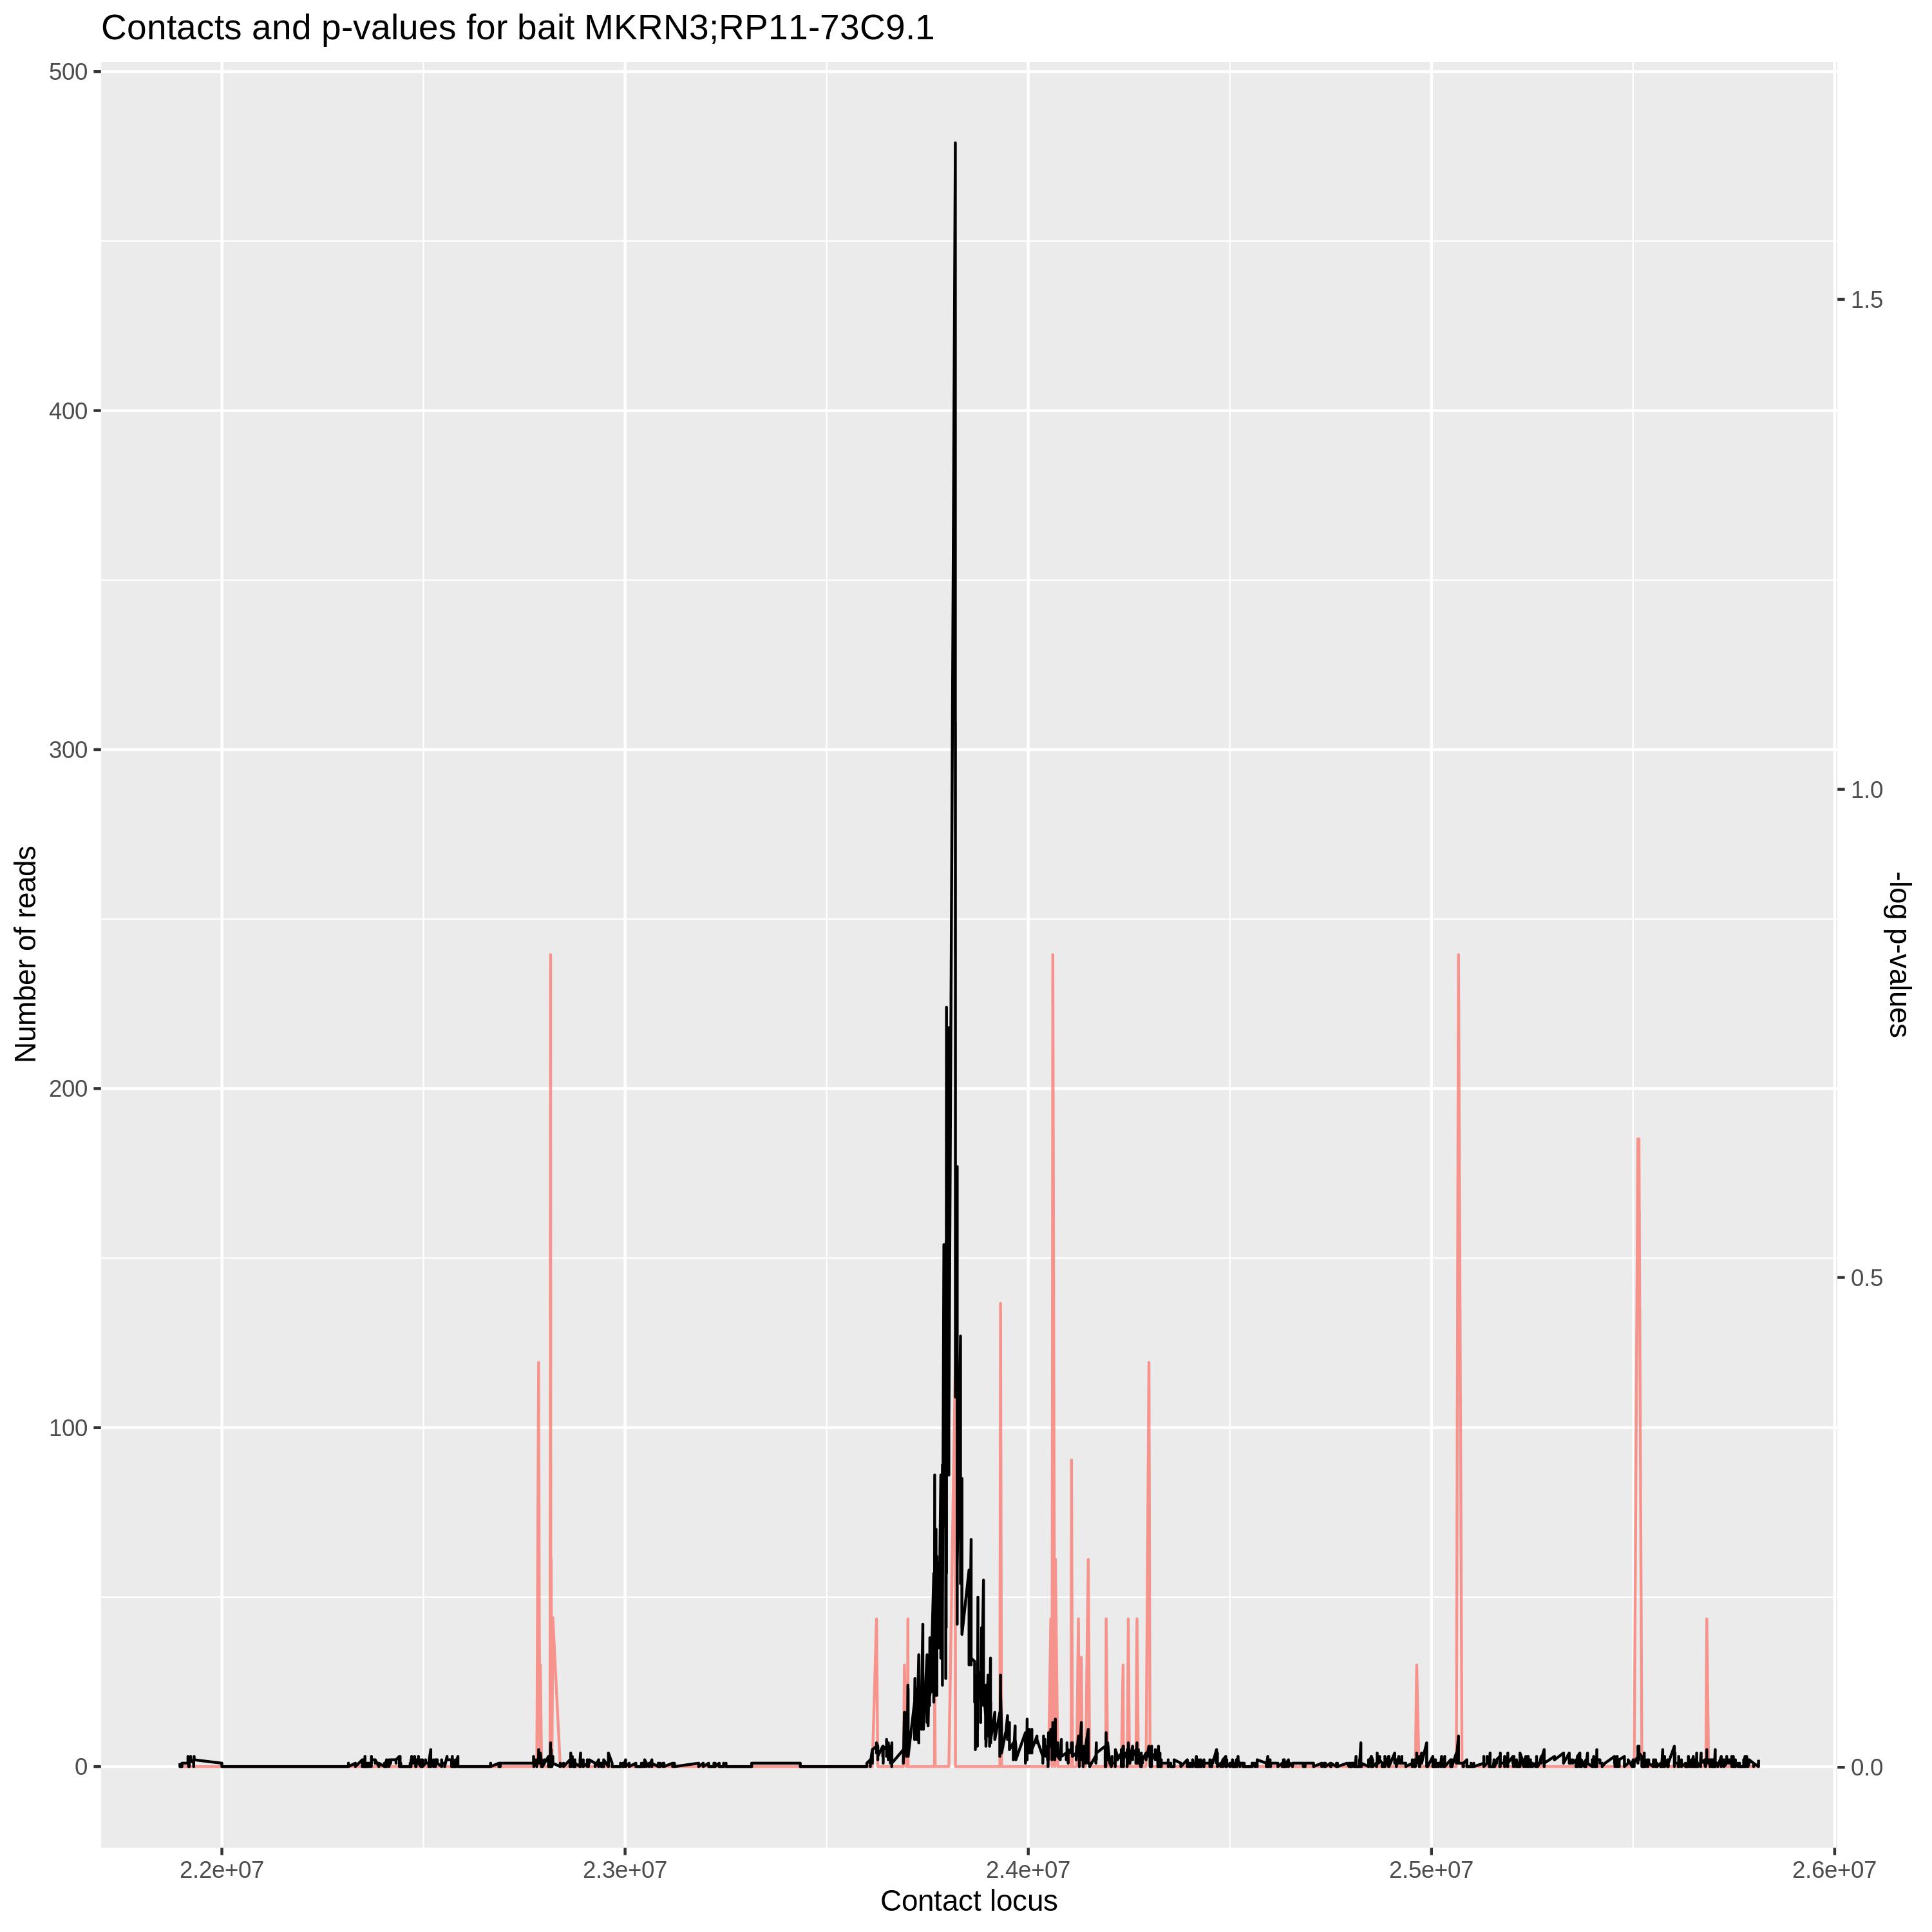 Contacts and p-values for bait MKRN3;RP11-73C9.1
500
400
300
200
100
0
Number of reads
1.5
1.0
0.5
0.0
-log p-values
2.2e+07
2.3e+07
2.4e+07
2.5e+07
2.6e+07
Contact locus